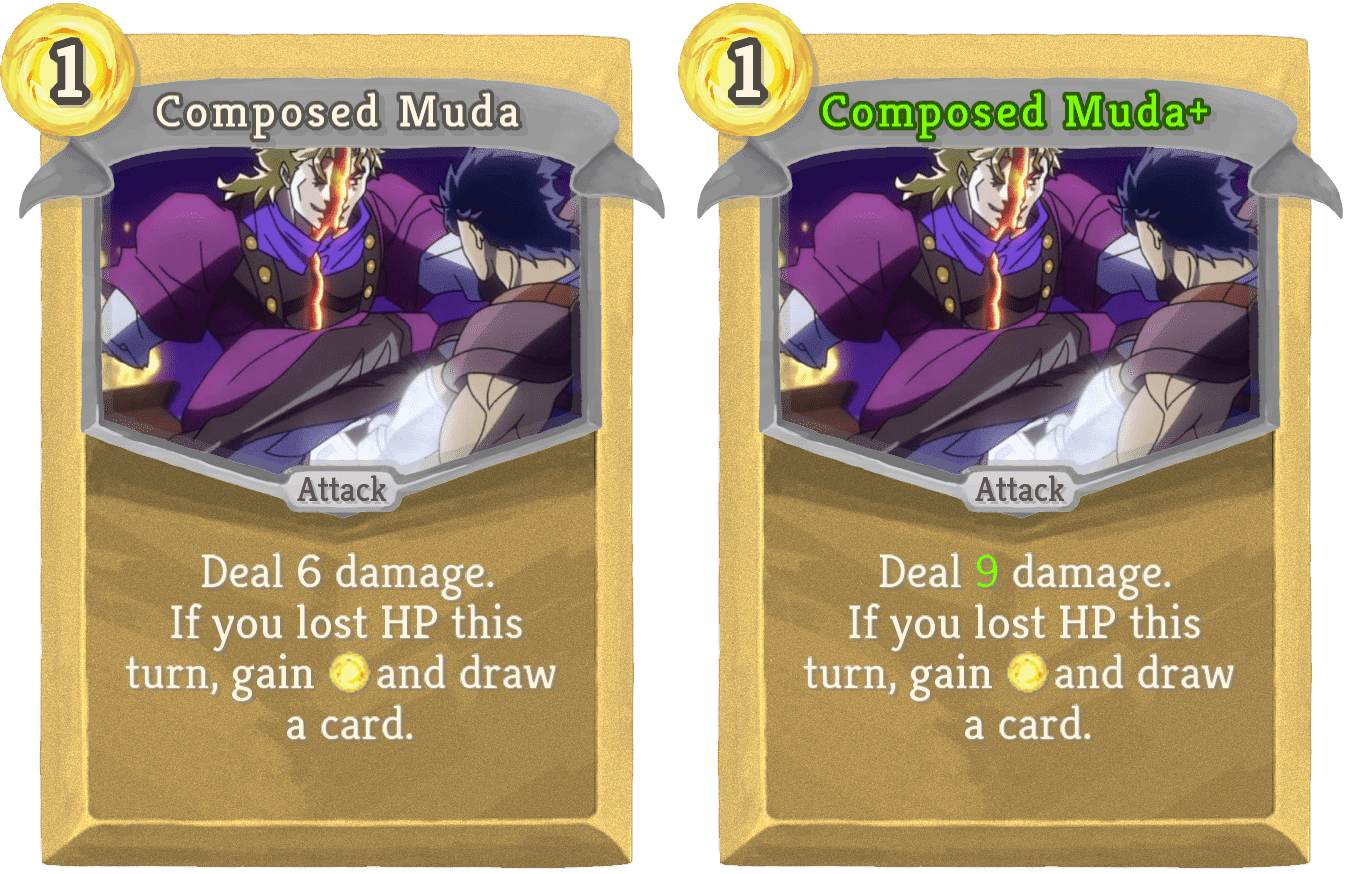 1
Composed Muda
Attack
Deal 6 damage.
If you lost HP this
turn, gain and draw
a card.
1
Composed Muda+
Attack
Deal 9 damage.
If you lost HP this
turn, gain and draw
a card.